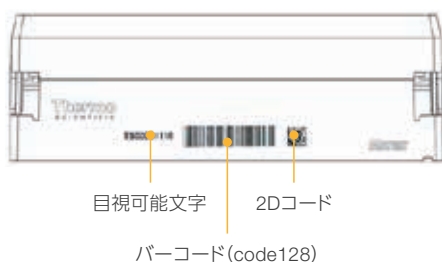 Thermo
SCIENTIFIC
目視可能文字
2Dコード
バーコード(code128)